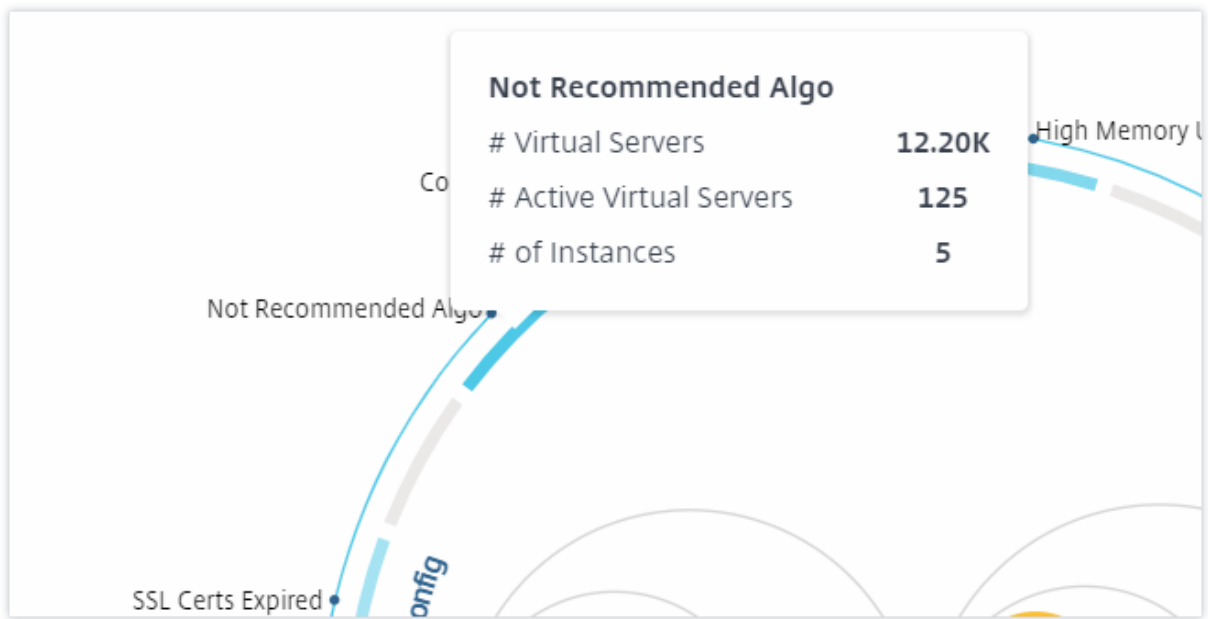 Not Recommended Algo
# Virtual Servers 12.20K
# Active Virtual Servers 125
# of Instances 5
High Memory
Co
Not Recommended Algo
SSL Certs Expired
onfig